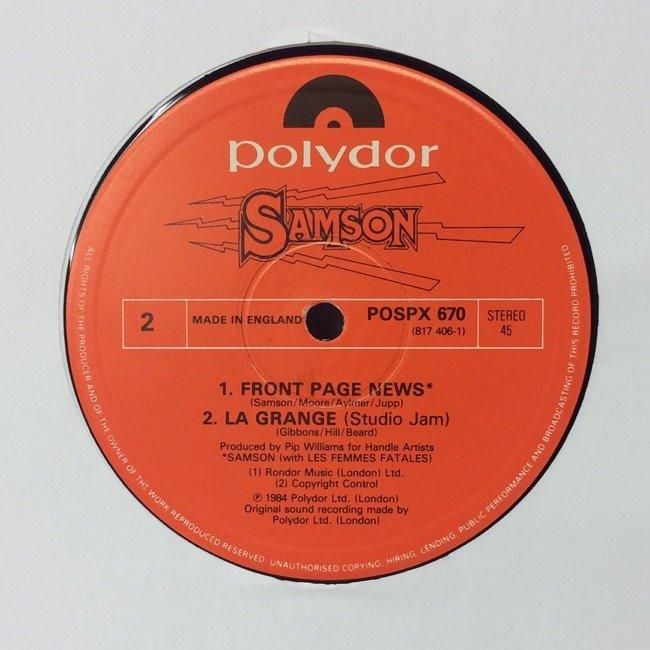 polydor
SAMSON
2
MADE IN ENGLAND
POSPX 670
(817 406-1)
STEREO
45
1. FRONT PAGE NEWS*
(Samson/Moore/Aylmer/Jupp)
2. LA GRANGE (Studio Jam)
(Gibbons/Hill/Beard)
Produced by Pip Williams for Handle Artists
*SAMSON (with LES FEMMES FATALES)
(1) Rondor Music (London) Ltd.
(2) Copyright Control
℗ 1984 Polydor Ltd. (London)
Original sound recording made by
Polydor Ltd. (London)
ALL RIGHTS OF THE PRODUCER AND OF THE OWNER OF THE WORK REPRODUCED RESERVED. UNAUTHORISED COPYING, HIRING, LENDING, PUBLIC PERFORMANCE AND BROADCASTING OF THIS RECORD PROHIBITED